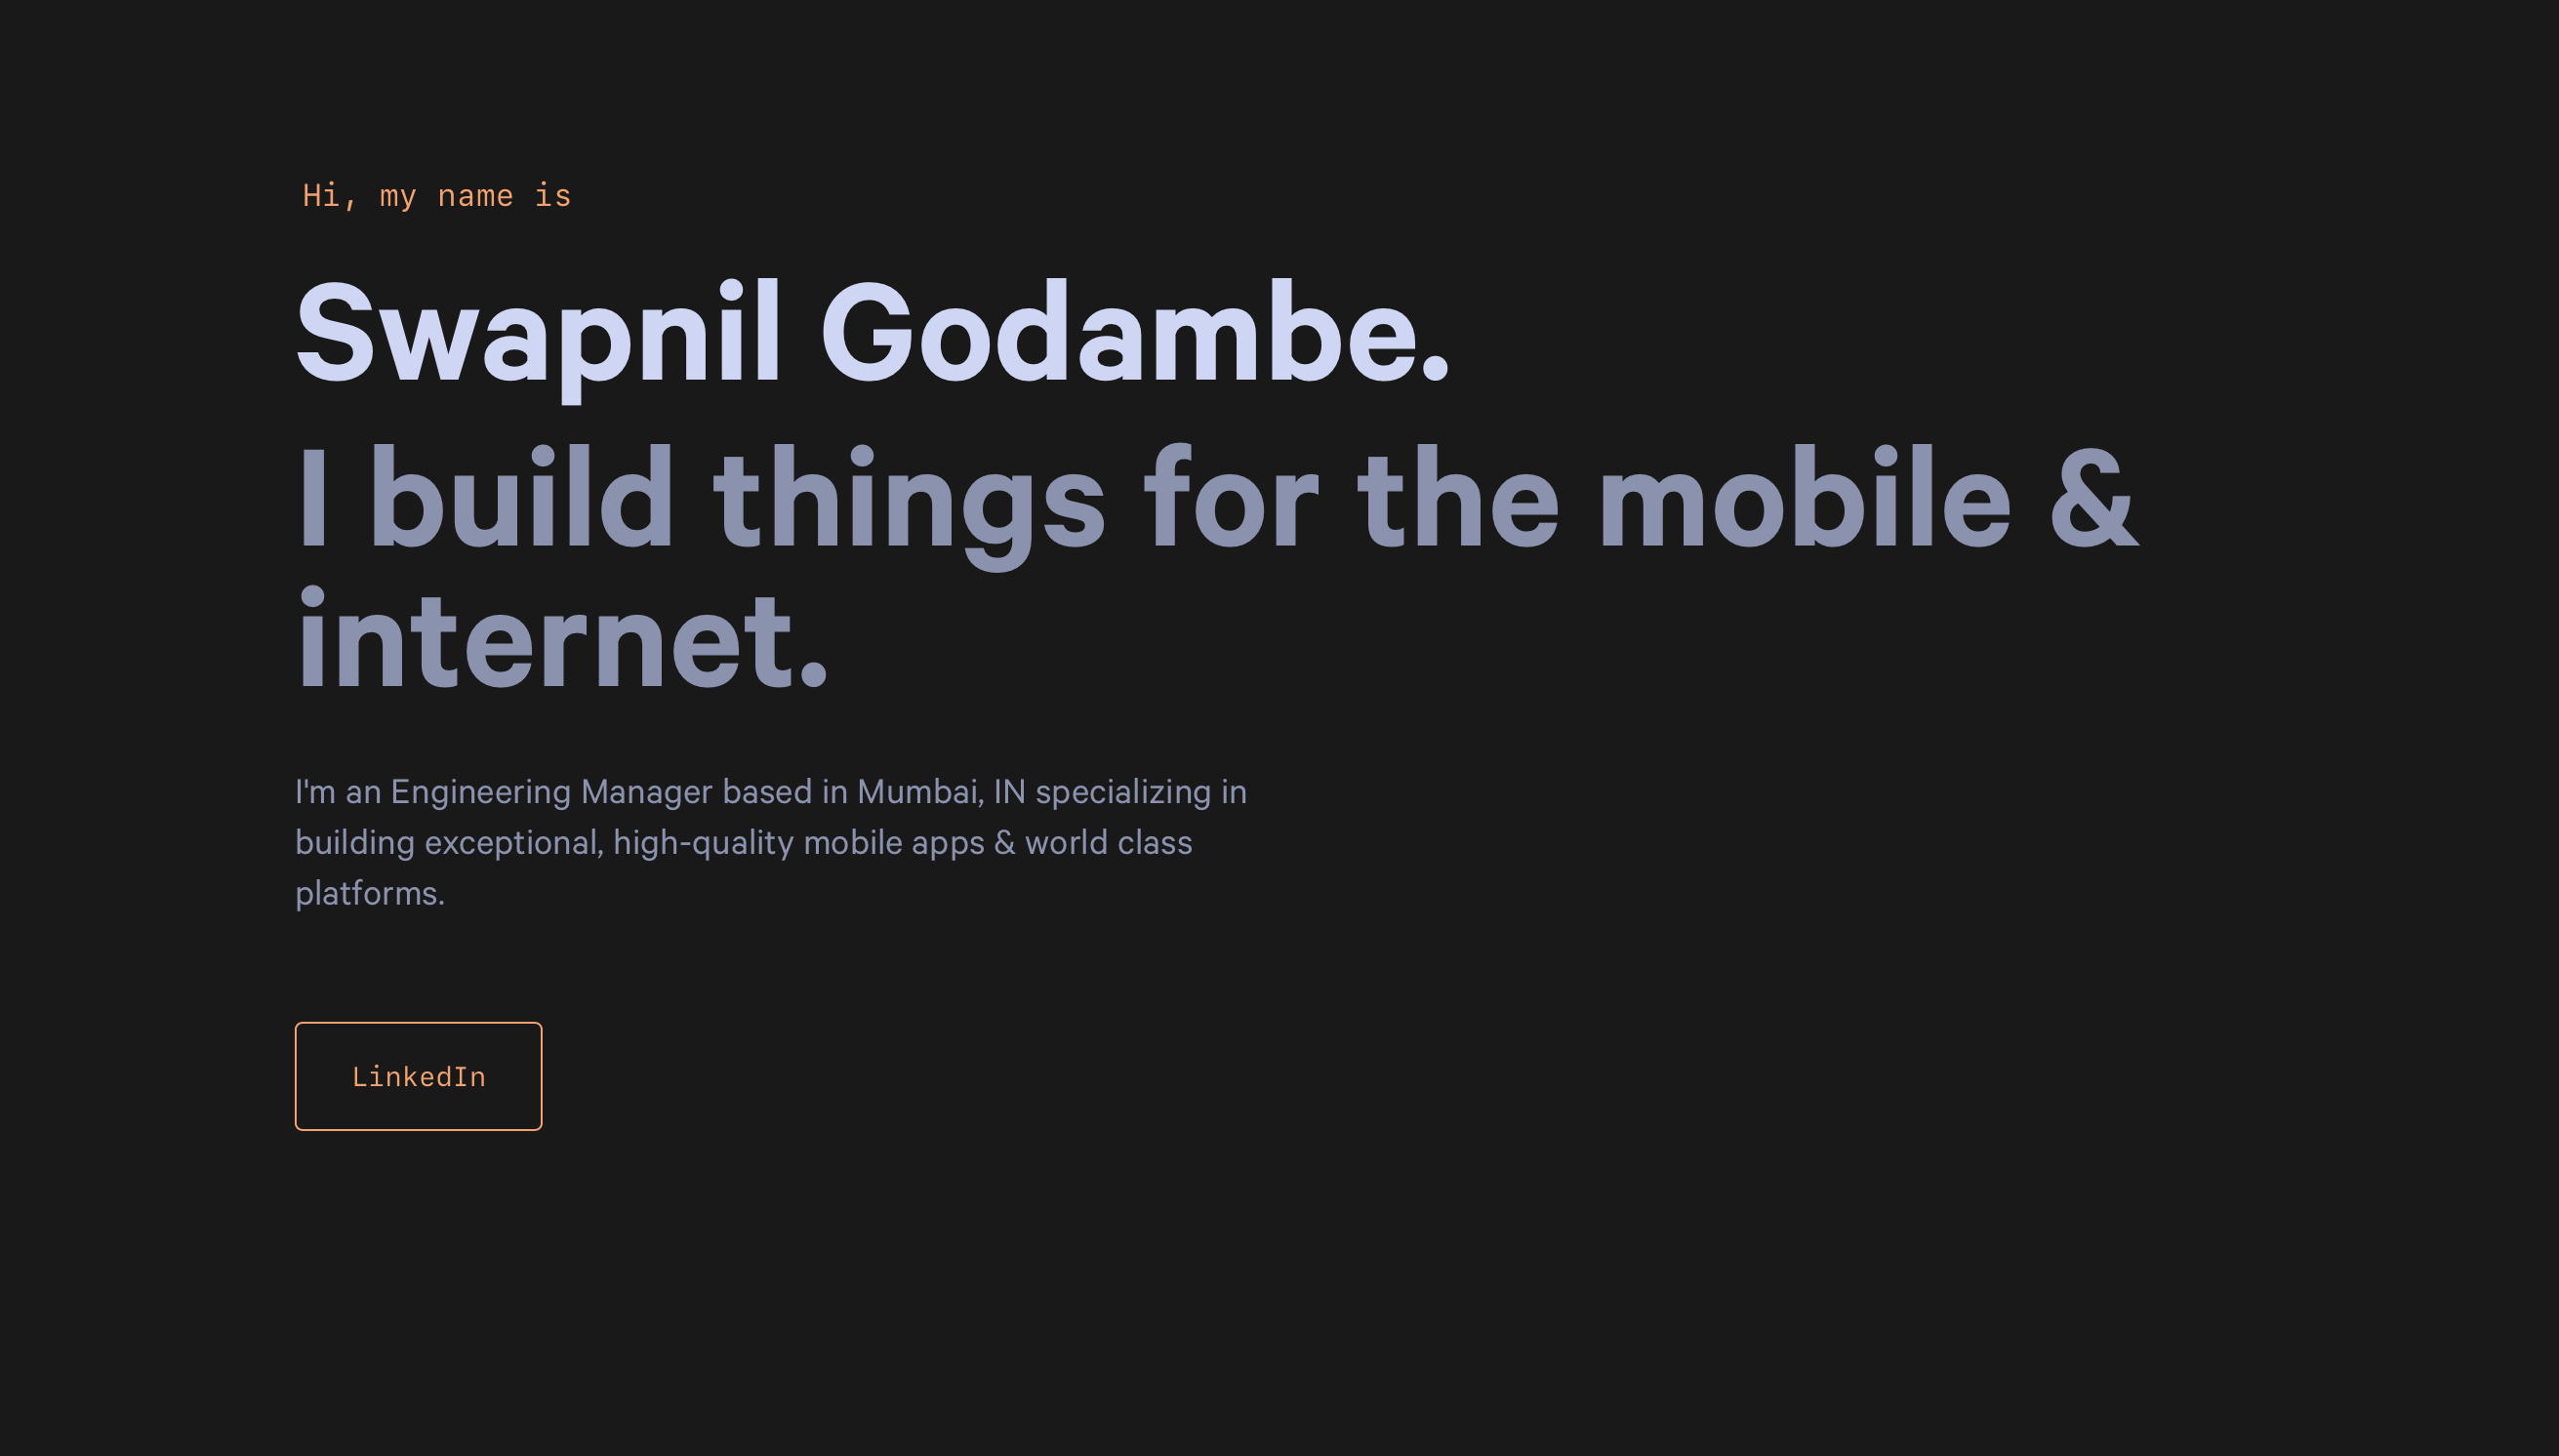 Hi, my name is
Swapnil Godambe.
I build things for the mobile &
internet.
I'm an Engineering Manager based in Mumbai, IN specializing in
building exceptional, high-quality mobile apps & world class
platforms.
LinkedIn